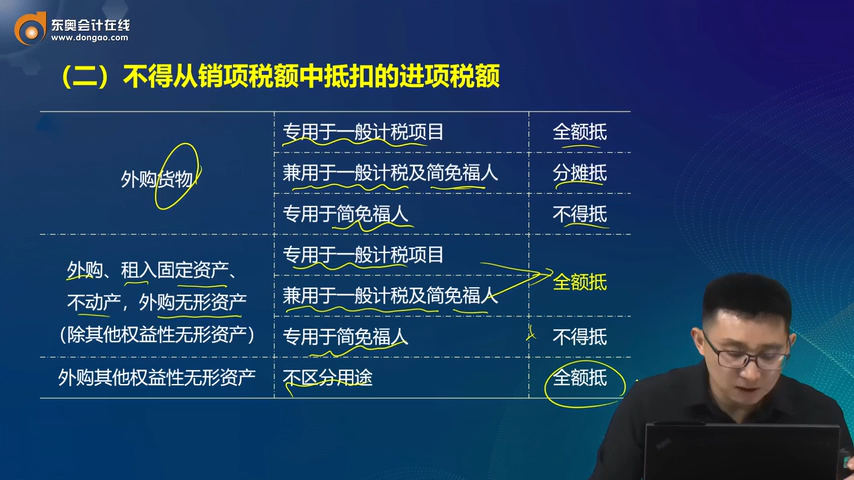 东奥会计在线
www.dongao.com
（二）不得从销项税额中抵扣的进项税额
外购货物
专用于一般计税项目
全额抵
兼用于一般计税及简免福人
分摊抵
专用于简免福人
不得抵
外购、租入固定资产、
不动产，外购无形资产
（除其他权益性无形资产）
专用于一般计税项目
兼用于一般计税及简免福人
全额抵
专用于简免福人
不得抵
外购其他权益性无形资产
不区分用途
全额抵